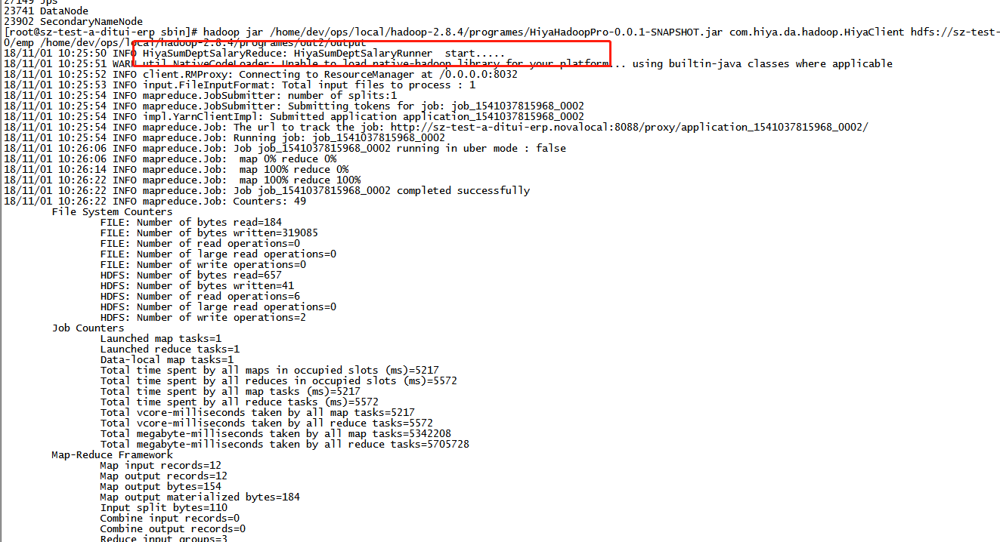 27149 Jps
23741 DataNode
23902 SecondaryNameNode
[root@sz-test-a-ditui-erp sbin]# hadoop jar /home/dev/ops/local/hadoop-2.8.4/programes/HiyaHadoopPro-0.0.1-SNAPSHOT.jar com.hiya.da.hadoop.HiyaClient hdfs://sz-test-
0/emp /home/dev/ops/local/hadoop-2.8.4/programes/out2/output
18/11/01 10:25:50 INFO HiyaSumDeptSalaryReduce: HiyaSumDeptSalaryRunner  start.....
18/11/01 10:25:51 WARN util.NativeCodeLoader: Unable to load native-hadoop library for your platform... using builtin-java classes where applicable
18/11/01 10:25:52 INFO client.RMProxy: Connecting to ResourceManager at /0.0.0.0:8032
18/11/01 10:25:53 INFO input.FileInputFormat: Total input files to process : 1
18/11/01 10:25:54 INFO mapreduce.JobSubmitter: number of splits:1
18/11/01 10:25:54 INFO mapreduce.JobSubmitter: Submitting tokens for job: job_1541037815968_0002
18/11/01 10:25:54 INFO impl.YarnClientImpl: Submitted application application_1541037815968_0002
18/11/01 10:25:54 INFO mapreduce.Job: The url to track the job: http://sz-test-a-ditui-erp.novalocal:8088/proxy/application_1541037815968_0002/
18/11/01 10:25:54 INFO mapreduce.Job: Running job: job_1541037815968_0002
18/11/01 10:26:06 INFO mapreduce.Job: Job job_1541037815968_0002 running in uber mode : false
18/11/01 10:26:06 INFO mapreduce.Job:  map 0% reduce 0%
18/11/01 10:26:14 INFO mapreduce.Job:  map 100% reduce 0%
18/11/01 10:26:22 INFO mapreduce.Job:  map 100% reduce 100%
18/11/01 10:26:22 INFO mapreduce.Job: Job job_1541037815968_0002 completed successfully
18/11/01 10:26:22 INFO mapreduce.Job: Counters: 49
File System Counters
FILE: Number of bytes read=184
FILE: Number of bytes written=319085
FILE: Number of read operations=0
FILE: Number of large read operations=0
FILE: Number of write operations=0
HDFS: Number of bytes read=657
HDFS: Number of bytes written=41
HDFS: Number of read operations=6
HDFS: Number of large read operations=0
HDFS: Number of write operations=2
Job Counters
Launched map tasks=1
Launched reduce tasks=1
Data-local map tasks=1
Total time spent by all maps in occupied slots (ms)=5217
Total time spent by all reduces in occupied slots (ms)=5572
Total time spent by all map tasks (ms)=5217
Total time spent by all reduce tasks (ms)=5572
Total vcore-milliseconds taken by all map tasks=5217
Total vcore-milliseconds taken by all reduce tasks=5572
Total megabyte-milliseconds taken by all map tasks=5342208
Total megabyte-milliseconds taken by all reduce tasks=5705728
Map-Reduce Framework
Map input records=12
Map output records=12
Map output bytes=154
Map output materialized bytes=184
Input split bytes=110
Combine input records=0
Combine output records=0
Reduce input groups=3